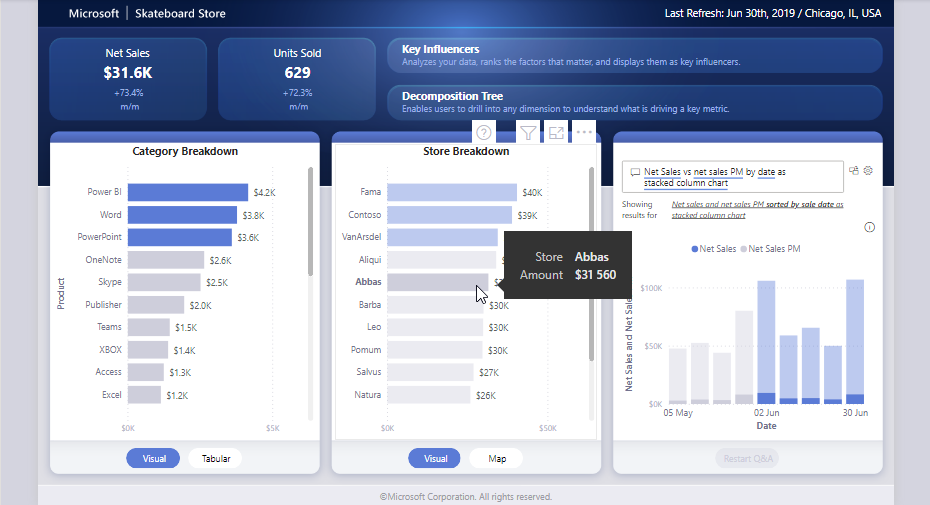 Microsoft | Skateboard Store
Last Refresh: Jun 30th, 2019 / Chicago, IL, USA
Net Sales
$31.6K
+73.4%
m/m
Units Sold
629
+72.3%
m/m
Key Influencers
Analyzes your data, ranks the factors that matter, and displays them as key influencers.
Decomposition Tree
Enables users to drill into any dimension to understand what is driving a key metric.
Category Breakdown
Product
Power BI $4.2K
Word $3.8K
PowerPoint $3.6K
OneNote $2.6K
Skype $2.5K
Publisher $2.0K
Teams $1.5K
XBOX $1.4K
Access $1.3K
Excel $1.2K
$0K $5K
Visual Tabular
Store Breakdown
Fama $40K
Contoso $39K
VanArsdel
Aliqui
Abbas
Barba $30K
Leo $30K
Pomum $30K
Salvus $27K
Natura $26K
$0K $50K
Store Abbas
Amount $31 560
Visual Map
Net Sales vs net sales PM by date as
stacked column chart
Showing
results for
Net sales and net sales PM sorted by sale date as
stacked column chart
Net Sales Net Sales PM
Net Sales and Net Sales
$100K
$50K
$0K
05 May 02 Jun 30 Jun
Date
Restart Q&A
©Microsoft Corporation. All rights reserved.